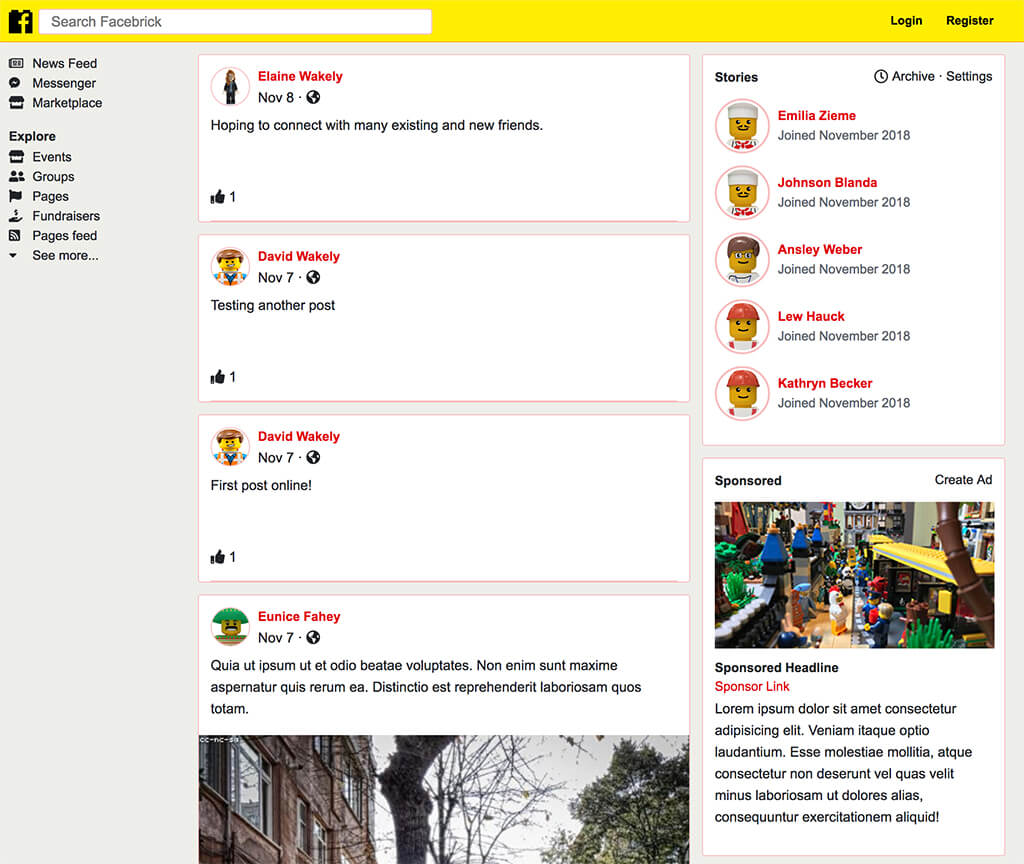 Search Facebrick
Login
Register
News Feed
Messenger
Marketplace
Explore
Events
Groups
Pages
Fundraisers
Pages feed
See more...
Elaine Wakely
Nov 8 ·
Hoping to connect with many existing and new friends.
1
David Wakely
Nov 7 ·
Testing another post
1
David Wakely
Nov 7 ·
First post online!
1
Eunice Fahey
Nov 7 ·
Quia ut ipsum ut et odio beatae voluptates. Non enim sunt maxime
aspernatur quis rerum ea. Distinctio est reprehenderit laboriosam quos
totam.
cc-nc-sa
Stories
Archive · Settings
Emilia Zieme
Joined November 2018
Johnson Blanda
Joined November 2018
Ansley Weber
Joined November 2018
Lew Hauck
Joined November 2018
Kathryn Becker
Joined November 2018
Sponsored
Create Ad
Sponsored Headline
Sponsor Link
Lorem ipsum dolor sit amet consectetur
adipisicing elit. Veniam itaque optio
laudantium. Esse molestiae mollitia, atque
consectetur non deserunt vel quas velit
minus laboriosam ut dolores alias,
consequuntur exercitationem aliquid!